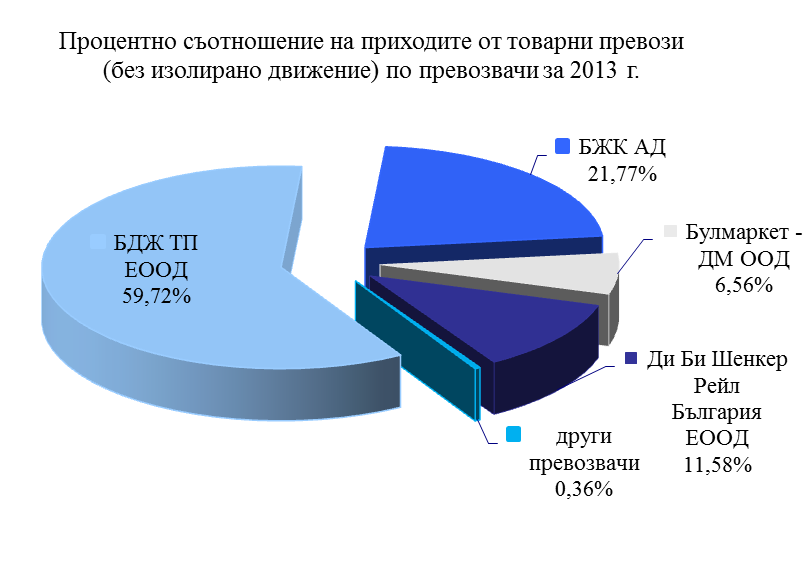 Процентно съотношение на приходите от товарни превози
(без изолирано движение) по превозвачи за 2013 г.
БЖК АД
21,77%
Булмаркет -
ДМ ООД
6,56%
Ди Би Шенкер
Рейл
България
ЕООД
11,58%
други
превозвачи
0,36%
БДЖ ТП
ЕООД
59,72%